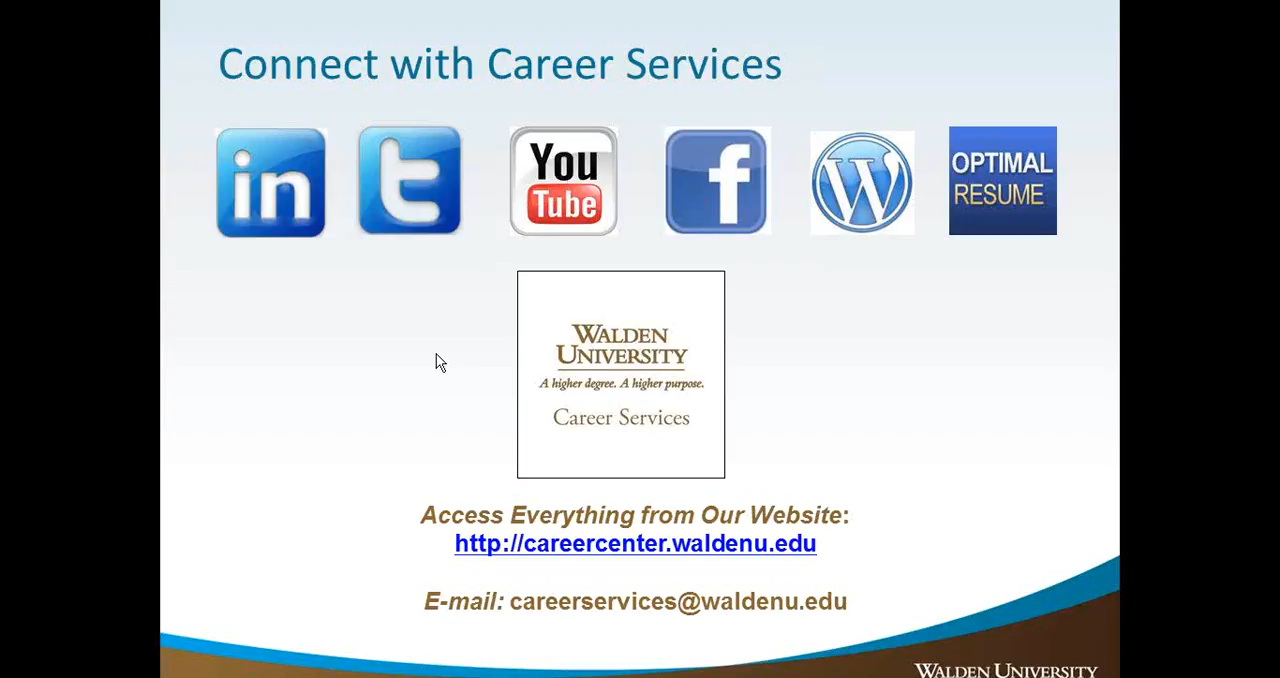 Connect with Career Services
in
t
You
Tube
f
W
OPTIMAL
RESUME
WALDEN
UNIVERSITY
A higher degree. A higher purpose.
Career Services
Access Everything from Our Website:
http://careercenter.waldenu.edu
E-mail: careerservices@waldenu.edu
WALDEN UNIVERSITY